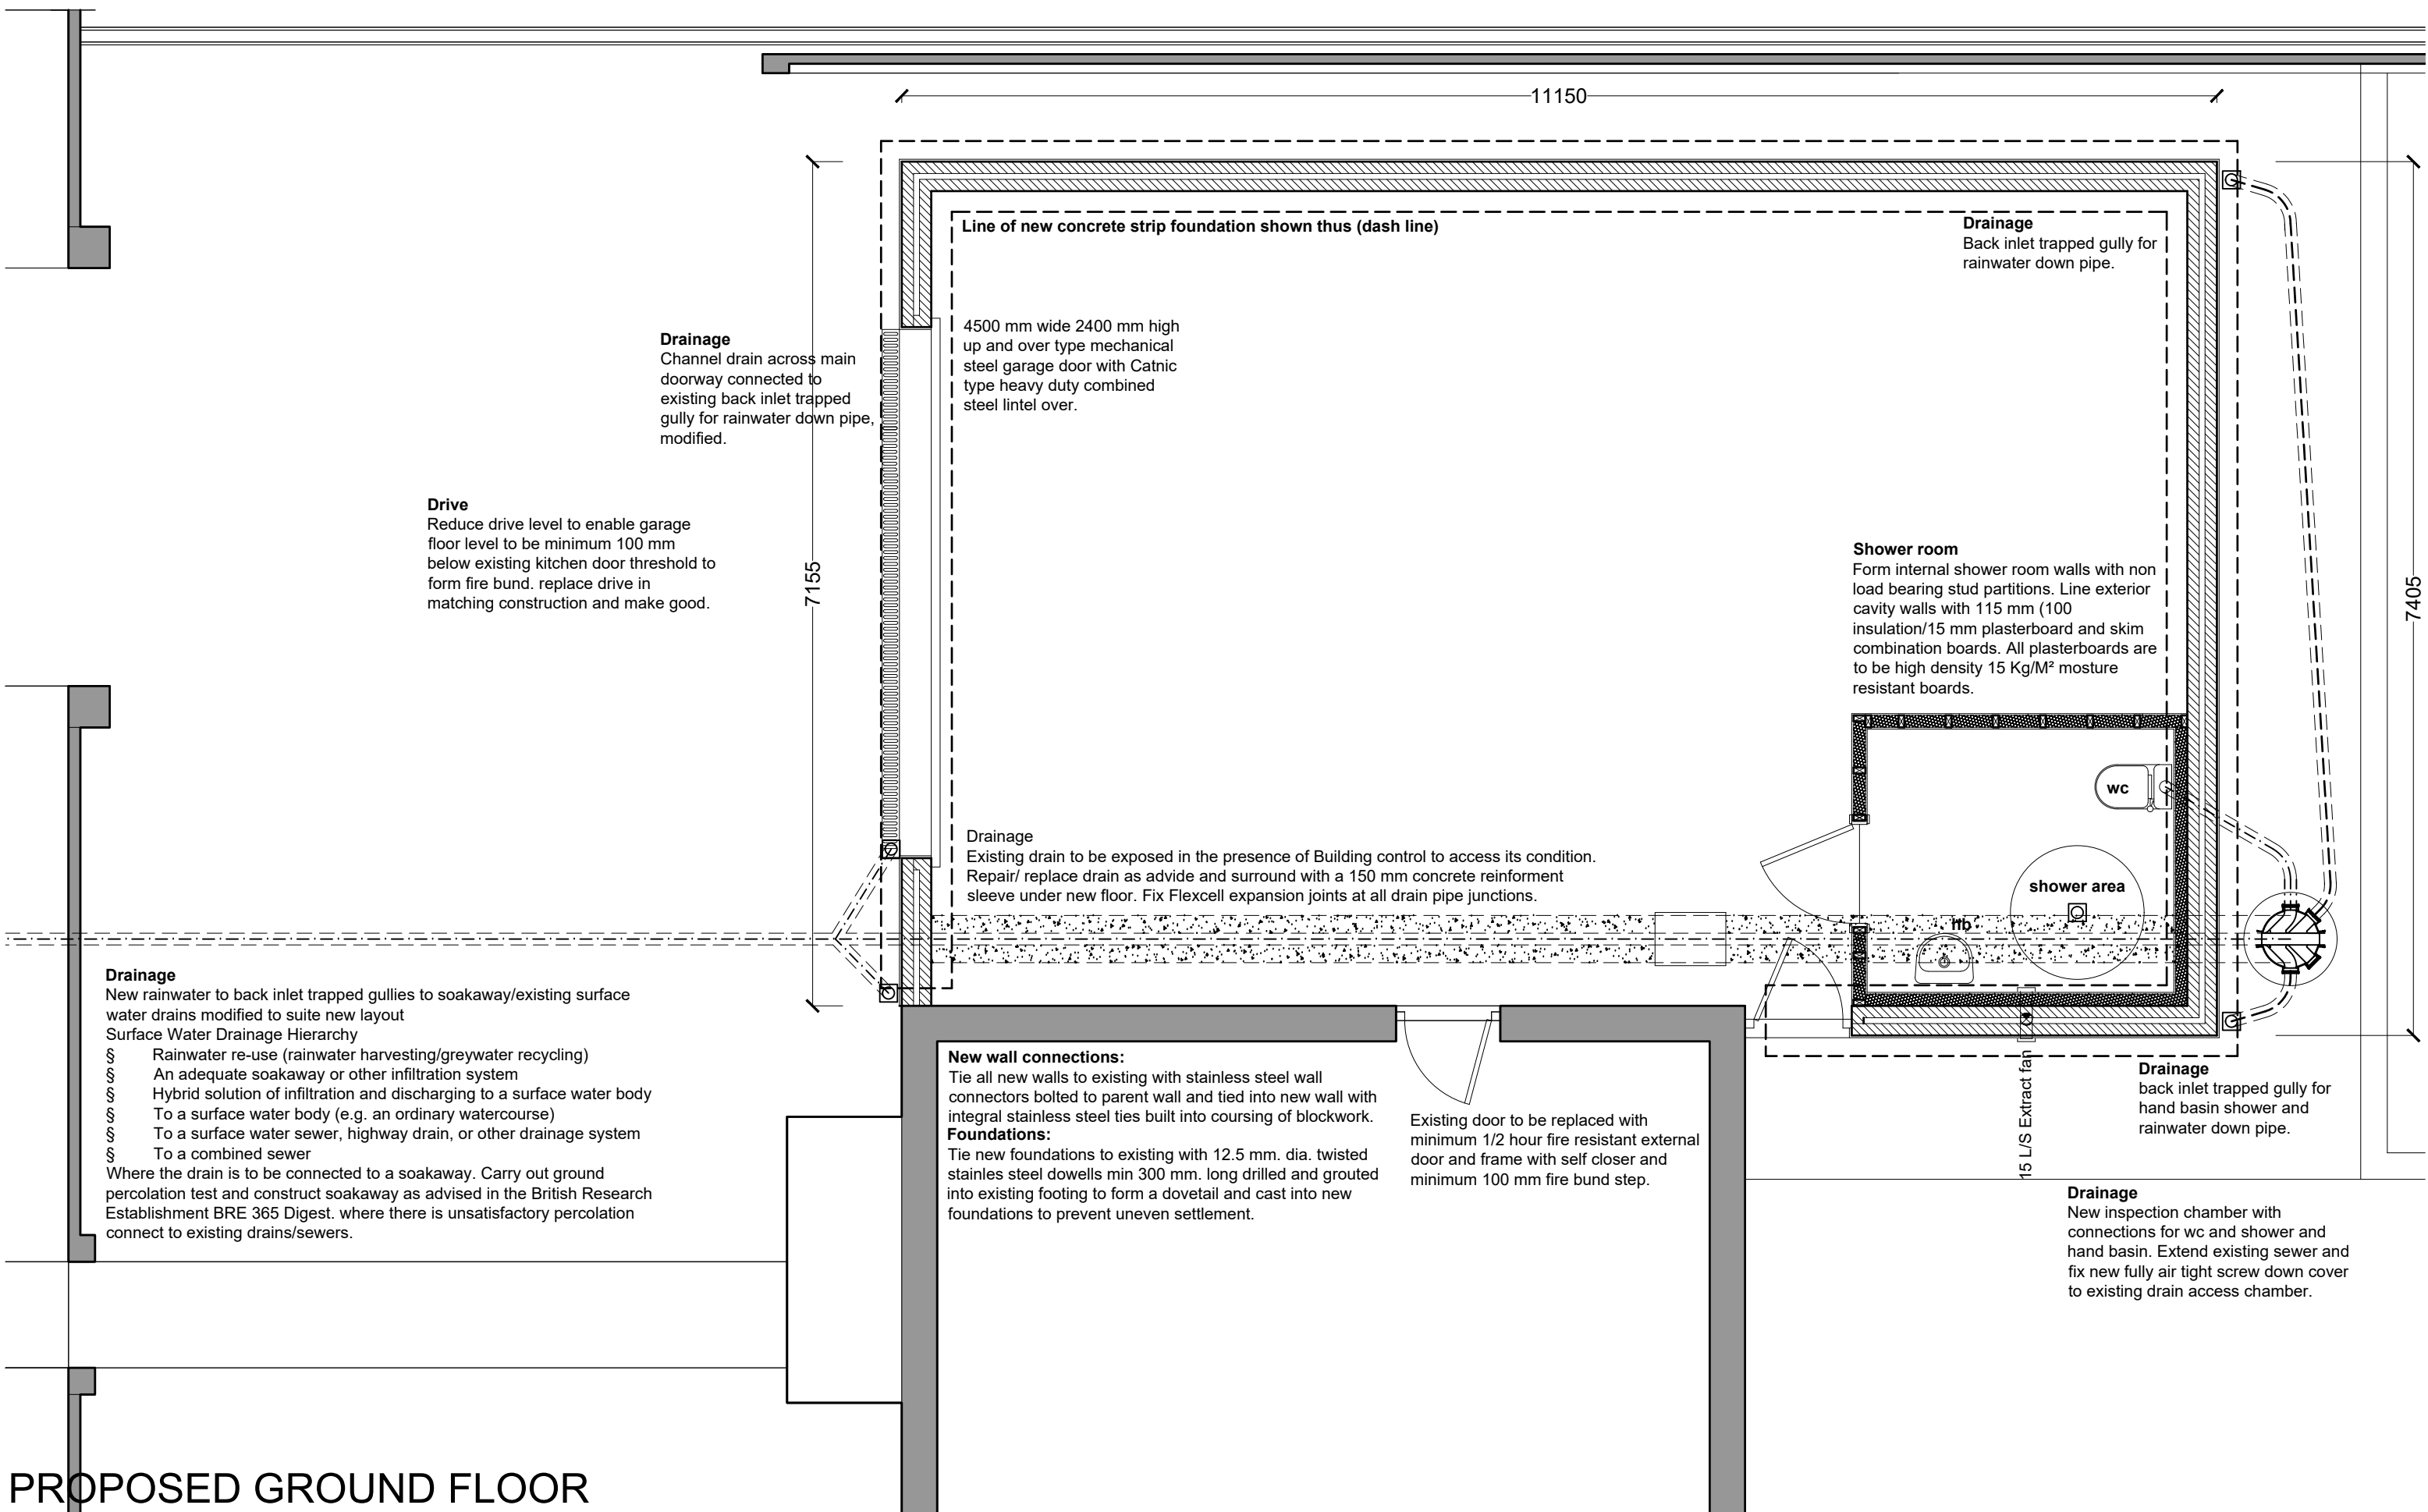 11150
Line of new concrete strip foundation shown thus (dash line)
Drainage
Back inlet trapped gully for
rainwater down pipe.
4500 mm wide 2400 mm high
up and over type mechanical
steel garage door with Catnic
type heavy duty combined
steel lintel over.
Drainage
Channel drain across main
doorway connected to
existing back inlet trapped
gully for rainwater down pipe,
modified.
Drive
Reduce drive level to enable garage
floor level to be minimum 100 mm
below existing kitchen door threshold to
form fire bund. replace drive in
matching construction and make good.
7155
7405
Shower room
Form internal shower room walls with non
load bearing stud partitions. Line exterior
cavity walls with 115 mm (100
insulation/15 mm plasterboard and skim
combination boards. All plasterboards are
to be high density 15 Kg/M² mosture
resistant boards.
wc
shower area
hb
Drainage
Existing drain to be exposed in the presence of Building control to access its condition.
Repair/ replace drain as advide and surround with a 150 mm concrete reinforment
sleeve under new floor. Fix Flexcell expansion joints at all drain pipe junctions.
Drainage
New rainwater to back inlet trapped gullies to soakaway/existing surface
water drains modified to suite new layout
Surface Water Drainage Hierarchy
§ Rainwater re-use (rainwater harvesting/greywater recycling)
§ An adequate soakaway or other infiltration system
§ Hybrid solution of infiltration and discharging to a surface water body
§ To a surface water body (e.g. an ordinary watercourse)
§ To a surface water sewer, highway drain, or other drainage system
§ To a combined sewer
Where the drain is to be connected to a soakaway. Carry out ground
percolation test and construct soakaway as advised in the British Research
Establishment BRE 365 Digest. where there is unsatisfactory percolation
connect to existing drains/sewers.
New wall connections:
Tie all new walls to existing with stainless steel wall
connectors bolted to parent wall and tied into new wall with
integral stainless steel ties built into coursing of blockwork.
Foundations:
Tie new foundations to existing with 12.5 mm. dia. twisted
stainles steel dowells min 300 mm. long drilled and grouted
into existing footing to form a dovetail and cast into new
foundations to prevent uneven settlement.
Existing door to be replaced with
minimum 1/2 hour fire resistant external
door and frame with self closer and
minimum 100 mm fire bund step.
15 L/S Extract fan
Drainage
back inlet trapped gully for
hand basin shower and
rainwater down pipe.
Drainage
New inspection chamber with
connections for wc and shower and
hand basin. Extend existing sewer and
fix new fully air tight screw down cover
to existing drain access chamber.
PROPOSED GROUND FLOOR